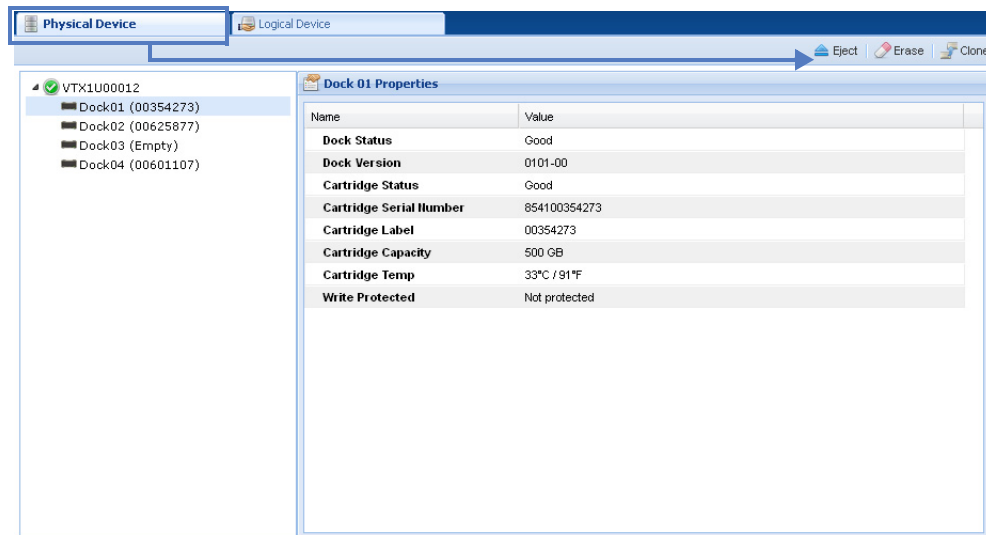 Physical Device
Logical Device
Eject
Erase
Clone
VTX1U00012
Dock01 (00354273)
Dock02 (00625877)
Dock03 (Empty)
Dock04 (00601107)
Dock 01 Properties
Name Value
Dock Status Good
Dock Version 0101-00
Cartridge Status Good
Cartridge Serial Number 854100354273
Cartridge Label 00354273
Cartridge Capacity 500 GB
Cartridge Temp 33°C / 91°F
Write Protected Not protected